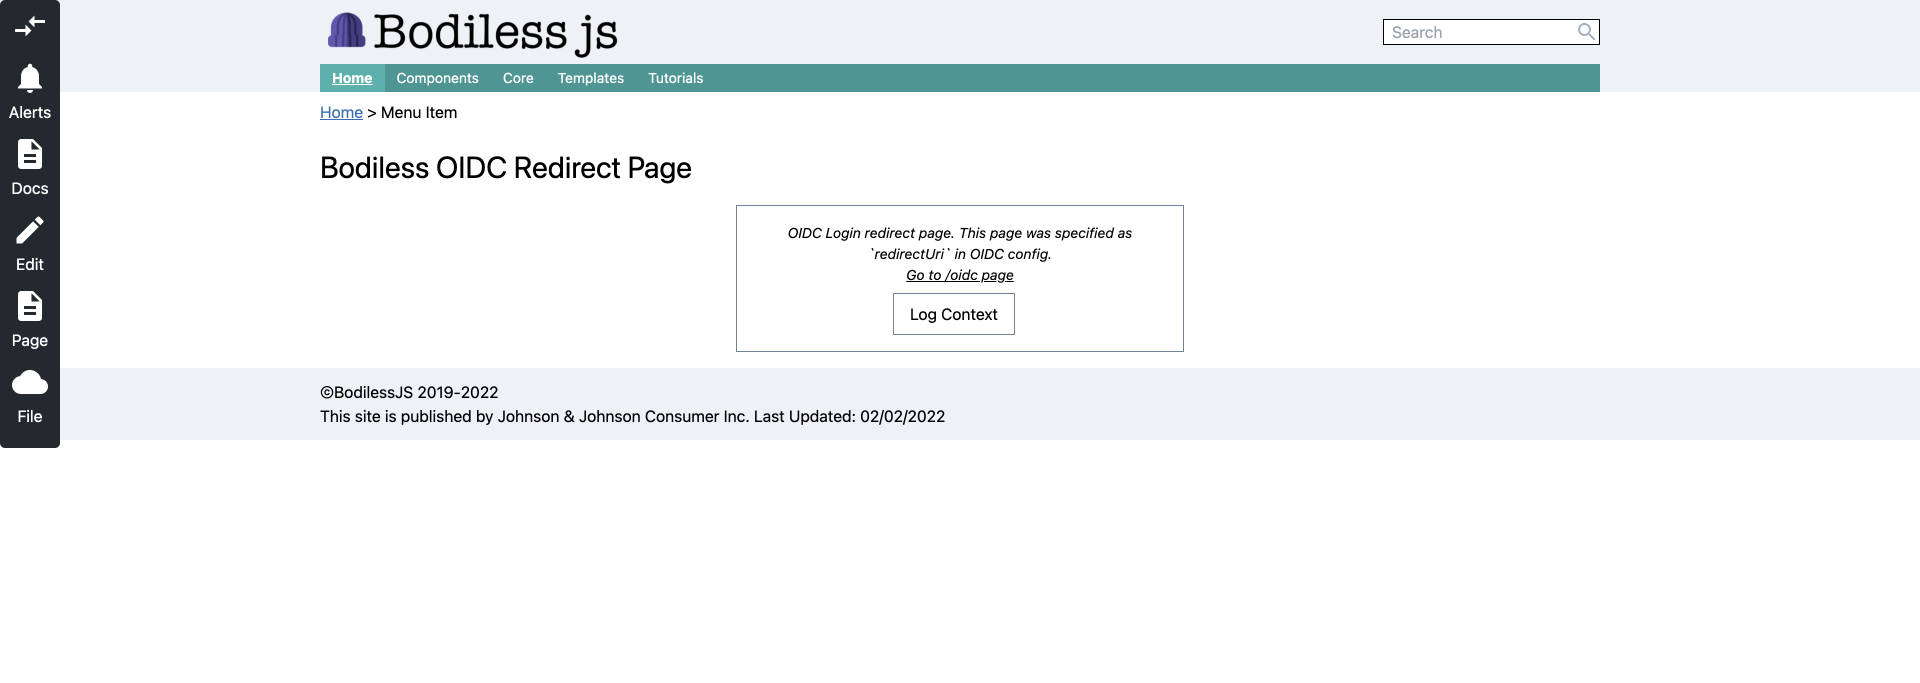 Bodiless js
Search
Home Components Core Templates Tutorials
Alerts
Docs
Edit
Page
File
Home > Menu Item
Bodiless OIDC Redirect Page
OIDC Login redirect page. This page was specified as
`redirectUri` in OIDC config.
Go to /oidc page
Log Context
©BodilessJS 2019-2022
This site is published by Johnson & Johnson Consumer Inc. Last Updated: 02/02/2022